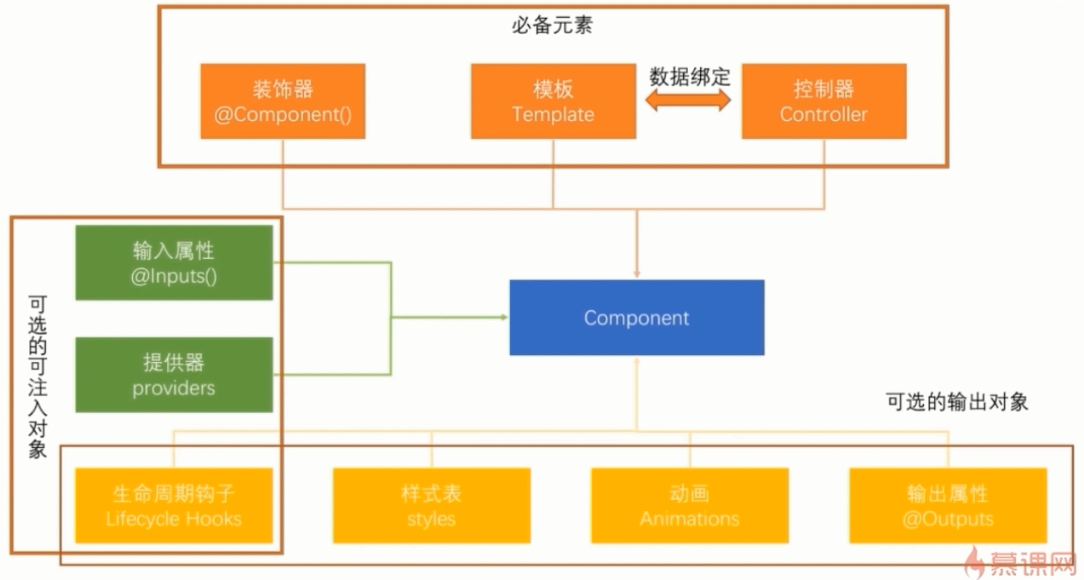 必备元素
装饰器
@Component()
模板
Template
数据绑定
控制器
Controller
可选的可注入对象
输入属性
@Inputs()
提供器
providers
Component
可选的输出对象
生命周期钩子
Lifecycle Hooks
样式表
styles
动画
Animations
输出属性
@Outputs
慕课网